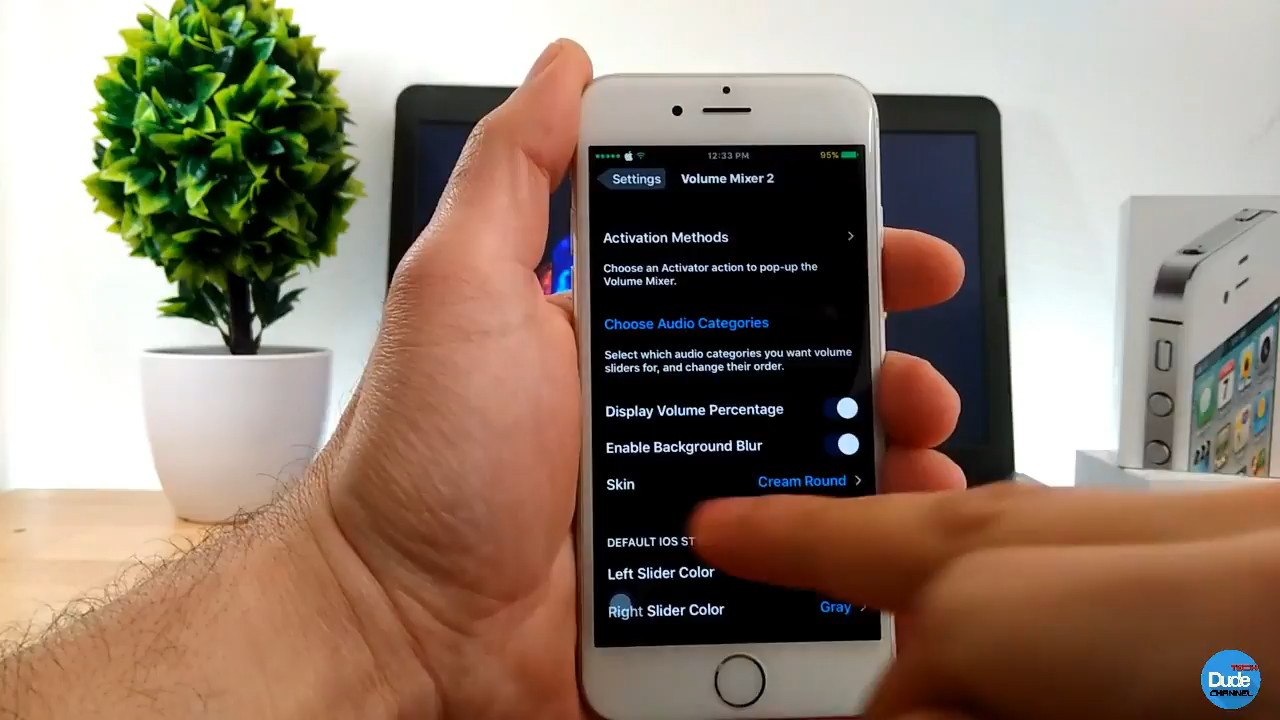 12:33 PM
95%
Settings
Volume Mixer 2
Activation Methods
Choose an Activator action to pop-up the
Volume Mixer.
Choose Audio Categories
Select which audio categories you want volume
sliders for, and change their order.
Display Volume Percentage
Enable Background Blur
Skin
Cream Round
DEFAULT IOS ST
Left Slider Color
Right Slider Color
Gray
7
TECH
Dude
CHANNEL